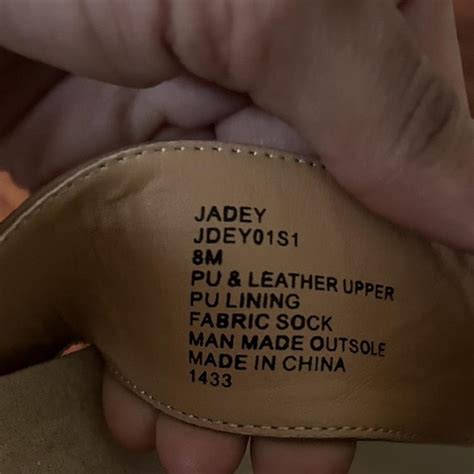 JADEY
JDEY01S1
8M
PU & LEATHER UPPER
PU LINING
FABRIC SOCK
MAN MADE OUTSOLE
MADE IN CHINA
1433